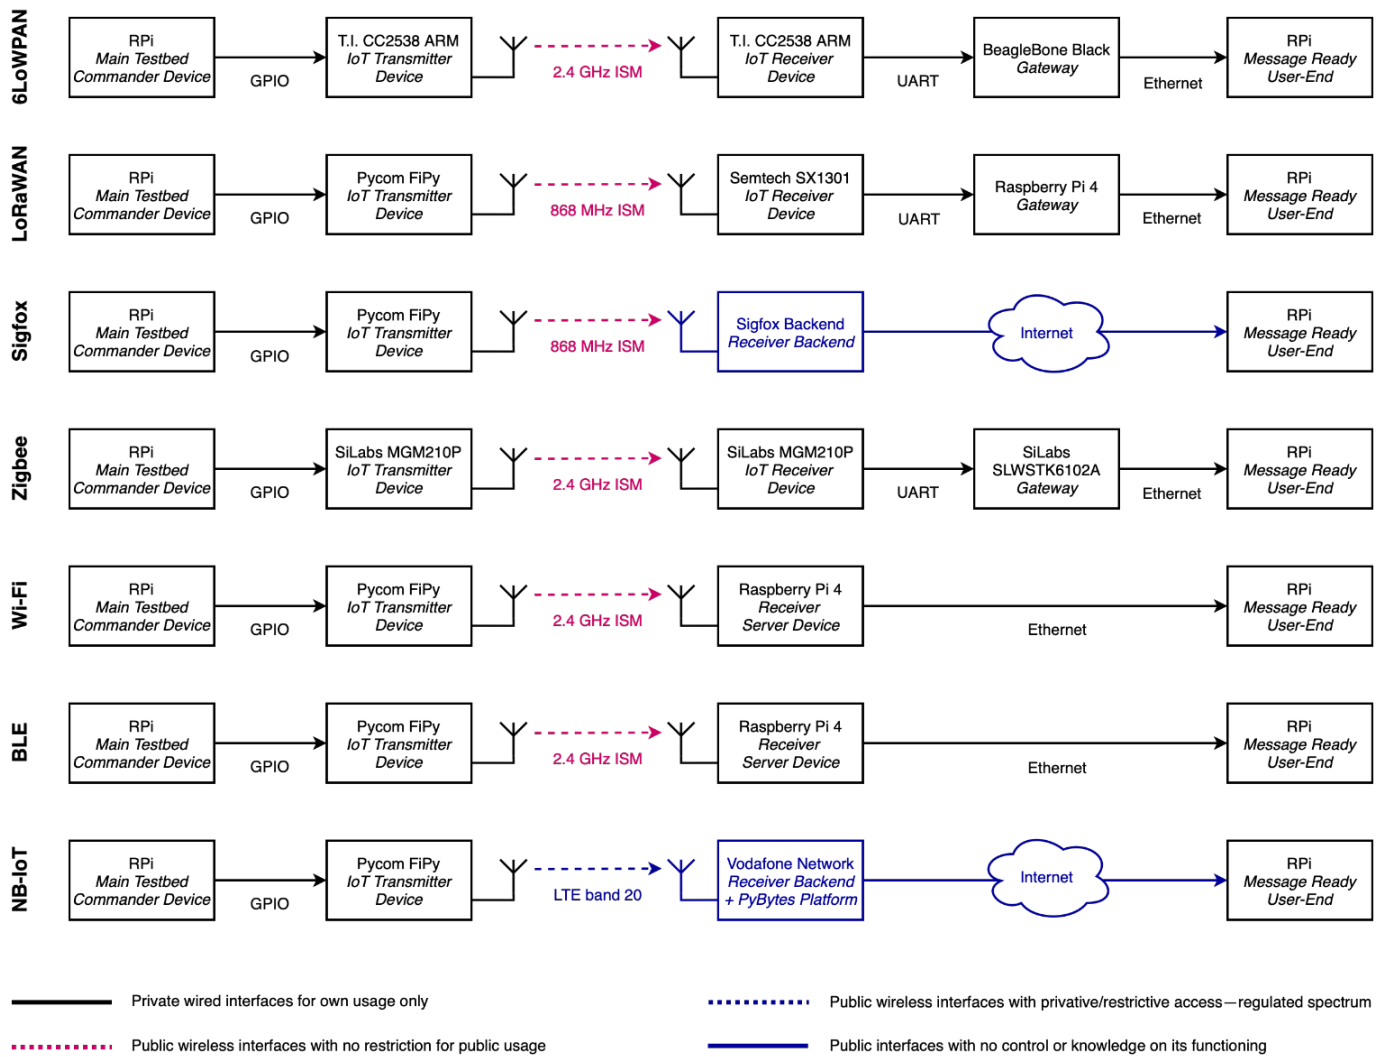 6LoWPAN
RPi
Main Testbed
Commander Device
GPIO
T.I. CC2538 ARM
IoT Transmitter
Device
2.4 GHz ISM
T.I. CC2538 ARM
IoT Receiver
Device
UART
BeagleBone Black
Gateway
Ethernet
RPi
Message Ready
User-End
LoRaWAN
RPi
Main Testbed
Commander Device
GPIO
Pycom FiPy
IoT Transmitter
Device
868 MHz ISM
Semtech SX1301
IoT Receiver
Device
UART
Raspberry Pi 4
Gateway
Ethernet
RPi
Message Ready
User-End
Sigfox
RPi
Main Testbed
Commander Device
GPIO
Pycom FiPy
IoT Transmitter
Device
868 MHz ISM
Sigfox Backend
Receiver Backend
Internet
RPi
Message Ready
User-End
Zigbee
RPi
Main Testbed
Commander Device
GPIO
SiLabs MGM210P
IoT Transmitter
Device
2.4 GHz ISM
SiLabs MGM210P
IoT Receiver
Device
UART
SiLabs
SLWSTK6102A
Gateway
Ethernet
RPi
Message Ready
User-End
Wi-Fi
RPi
Main Testbed
Commander Device
GPIO
Pycom FiPy
IoT Transmitter
Device
2.4 GHz ISM
Raspberry Pi 4
Receiver
Server Device
Ethernet
RPi
Message Ready
User-End
BLE
RPi
Main Testbed
Commander Device
GPIO
Pycom FiPy
IoT Transmitter
Device
2.4 GHz ISM
Raspberry Pi 4
Receiver
Server Device
Ethernet
RPi
Message Ready
User-End
NB-IoT
RPi
Main Testbed
Commander Device
GPIO
Pycom FiPy
IoT Transmitter
Device
LTE band 20
Vodafone Network
Receiver Backend
+ PyBytes Platform
Internet
RPi
Message Ready
User-End
Private wired interfaces for own usage only
Public wireless interfaces with privative/restrictive access—regulated spectrum
Public wireless interfaces with no restriction for public usage
Public interfaces with no control or knowledge on its functioning